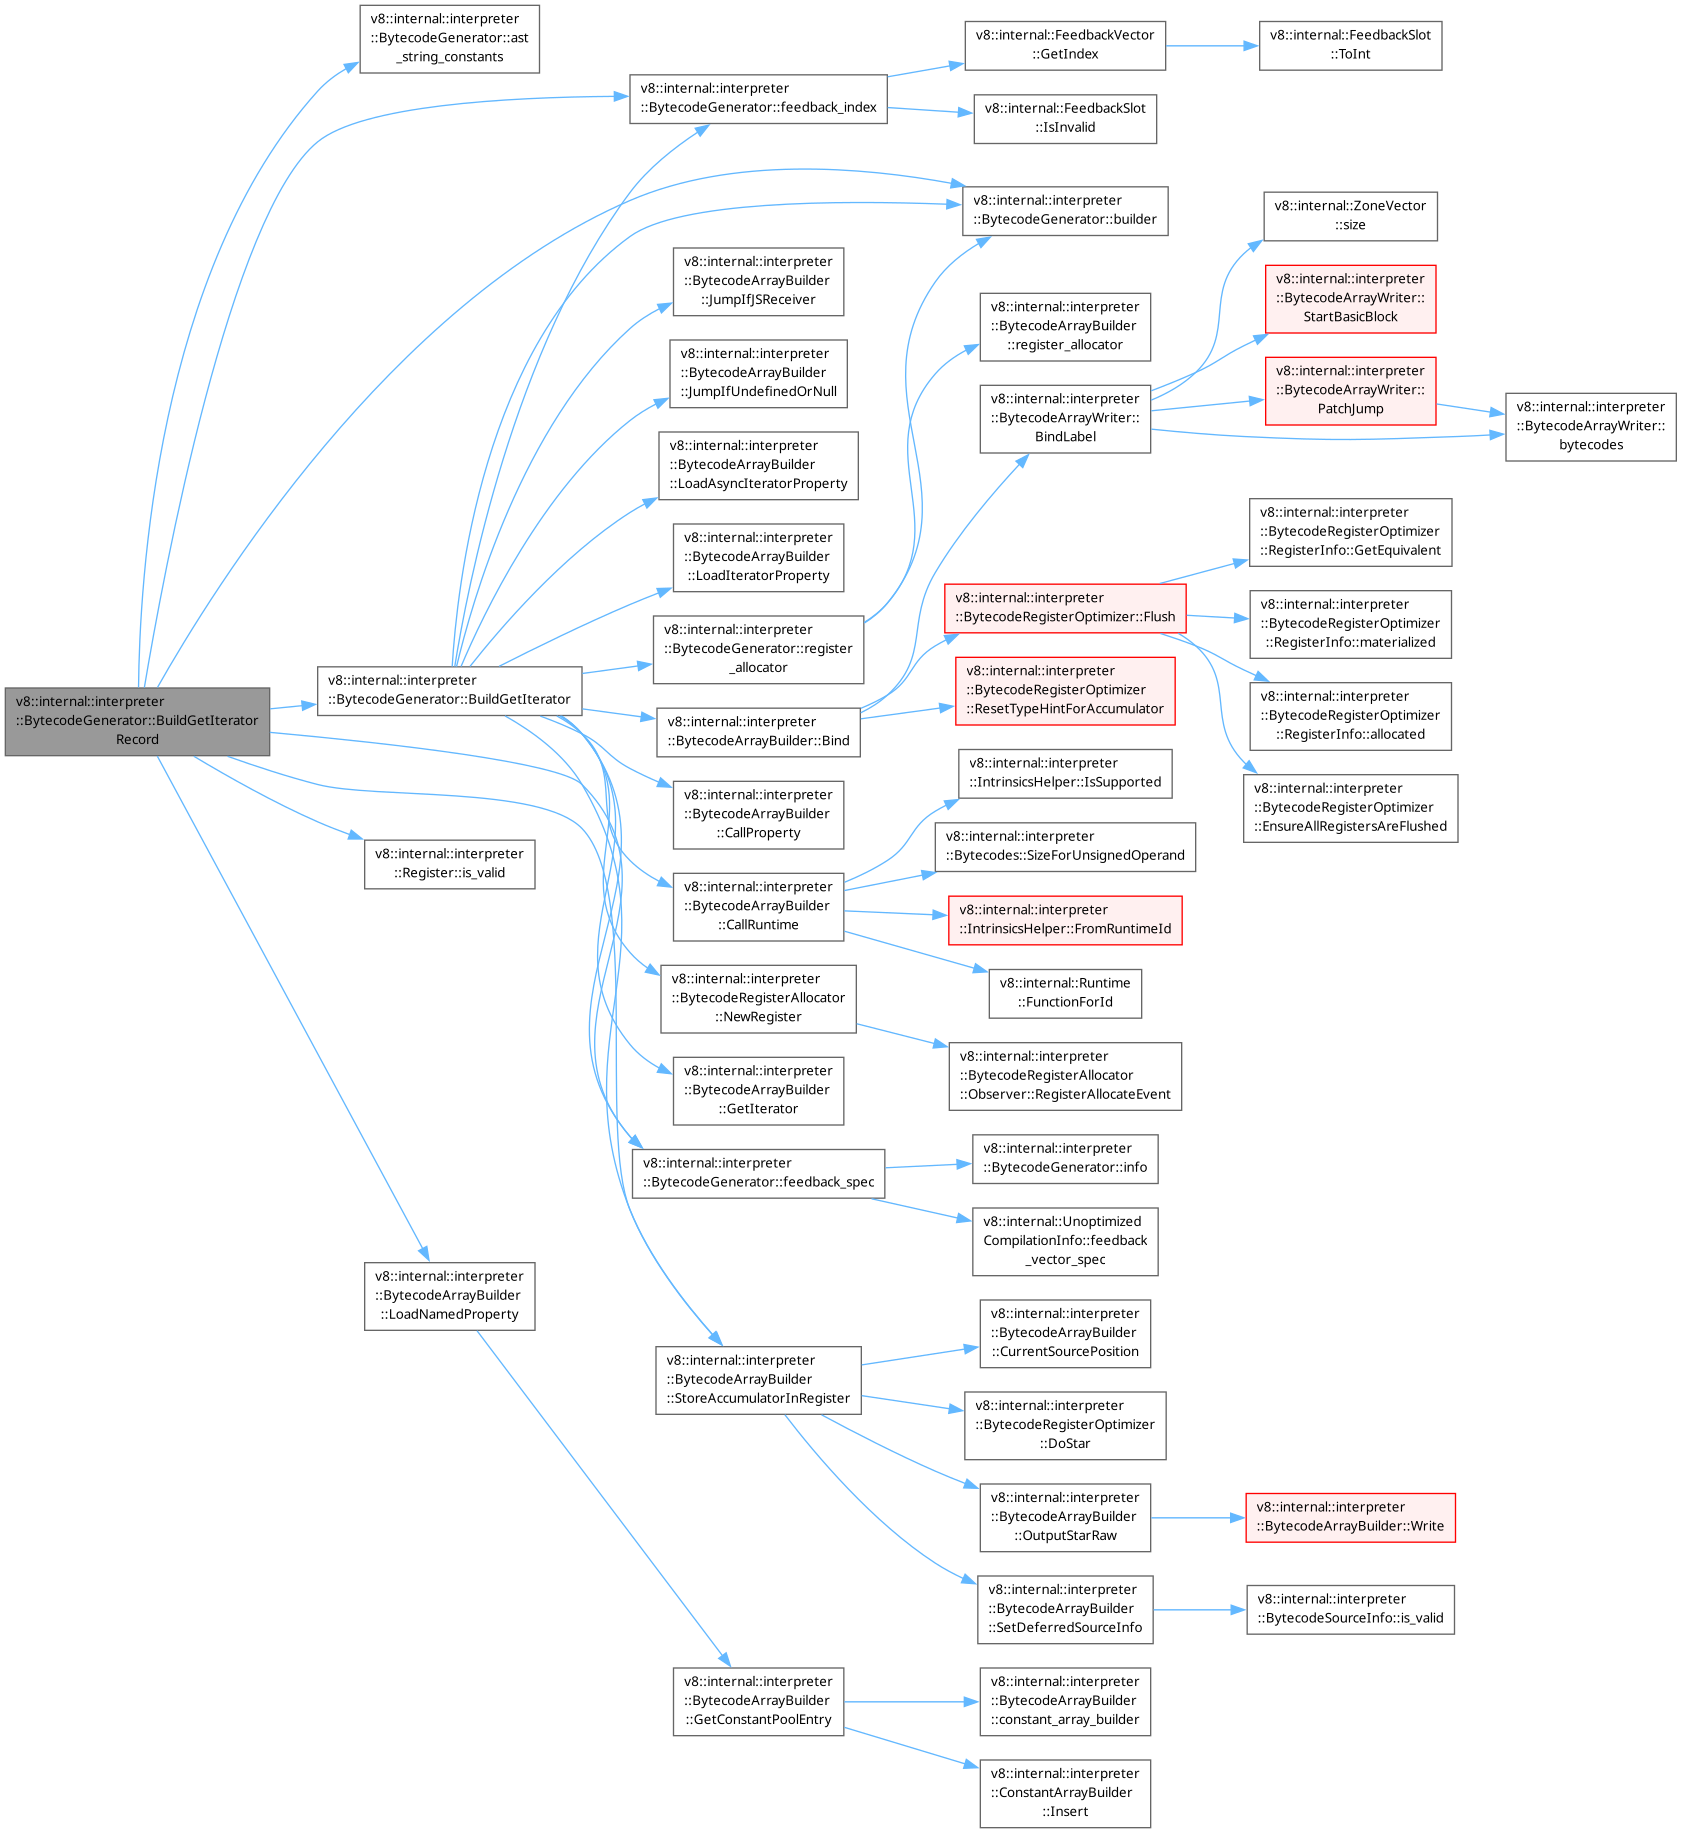 v8::internal::interpreter
::BytecodeGenerator::BuildGetIterator
Record
v8::internal::interpreter
::BytecodeGenerator::ast
_string_constants
v8::internal::interpreter
::BytecodeGenerator::feedback_index
v8::internal::FeedbackVector
::GetIndex
v8::internal::FeedbackSlot
::ToInt
v8::internal::FeedbackSlot
::IsInvalid
v8::internal::interpreter
::BytecodeGenerator::builder
v8::internal::interpreter
::BytecodeGenerator::BuildGetIterator
v8::internal::interpreter
::BytecodeArrayBuilder
::JumpIfJSReceiver
v8::internal::interpreter
::BytecodeArrayBuilder
::JumpIfUndefinedOrNull
v8::internal::interpreter
::BytecodeArrayBuilder
::LoadAsyncIteratorProperty
v8::internal::interpreter
::BytecodeArrayBuilder
::LoadIteratorProperty
v8::internal::interpreter
::BytecodeGenerator::register
_allocator
v8::internal::interpreter
::BytecodeArrayBuilder
::register_allocator
v8::internal::interpreter
::BytecodeArrayBuilder::Bind
v8::internal::interpreter
::BytecodeArrayWriter::
BindLabel
v8::internal::ZoneVector
::size
v8::internal::interpreter
::BytecodeArrayWriter::
StartBasicBlock
v8::internal::interpreter
::BytecodeArrayWriter::
PatchJump
v8::internal::interpreter
::BytecodeArrayWriter::
bytecodes
v8::internal::interpreter
::BytecodeRegisterOptimizer::Flush
v8::internal::interpreter
::BytecodeRegisterOptimizer
::RegisterInfo::GetEquivalent
v8::internal::interpreter
::BytecodeRegisterOptimizer
::RegisterInfo::materialized
v8::internal::interpreter
::BytecodeRegisterOptimizer
::RegisterInfo::allocated
v8::internal::interpreter
::BytecodeRegisterOptimizer
::EnsureAllRegistersAreFlushed
v8::internal::interpreter
::BytecodeRegisterOptimizer
::ResetTypeHintForAccumulator
v8::internal::interpreter
::BytecodeArrayBuilder
::CallProperty
v8::internal::interpreter
::BytecodeArrayBuilder
::CallRuntime
v8::internal::interpreter
::IntrinsicsHelper::IsSupported
v8::internal::interpreter
::Bytecodes::SizeForUnsignedOperand
v8::internal::interpreter
::IntrinsicsHelper::FromRuntimeId
v8::internal::Runtime
::FunctionForId
v8::internal::interpreter
::BytecodeRegisterAllocator
::NewRegister
v8::internal::interpreter
::BytecodeRegisterAllocator
::Observer::RegisterAllocateEvent
v8::internal::interpreter
::BytecodeArrayBuilder
::GetIterator
v8::internal::interpreter
::BytecodeGenerator::feedback_spec
v8::internal::interpreter
::BytecodeGenerator::info
v8::internal::Unoptimized
CompilationInfo::feedback
_vector_spec
v8::internal::interpreter
::BytecodeArrayBuilder
::StoreAccumulatorInRegister
v8::internal::interpreter
::BytecodeArrayBuilder
::CurrentSourcePosition
v8::internal::interpreter
::BytecodeRegisterOptimizer
::DoStar
v8::internal::interpreter
::BytecodeArrayBuilder
::OutputStarRaw
v8::internal::interpreter
::BytecodeArrayBuilder::Write
v8::internal::interpreter
::BytecodeArrayBuilder
::SetDeferredSourceInfo
v8::internal::interpreter
::BytecodeSourceInfo::is_valid
v8::internal::interpreter
::Register::is_valid
v8::internal::interpreter
::BytecodeArrayBuilder
::LoadNamedProperty
v8::internal::interpreter
::BytecodeArrayBuilder
::GetConstantPoolEntry
v8::internal::interpreter
::BytecodeArrayBuilder
::constant_array_builder
v8::internal::interpreter
::ConstantArrayBuilder
::Insert